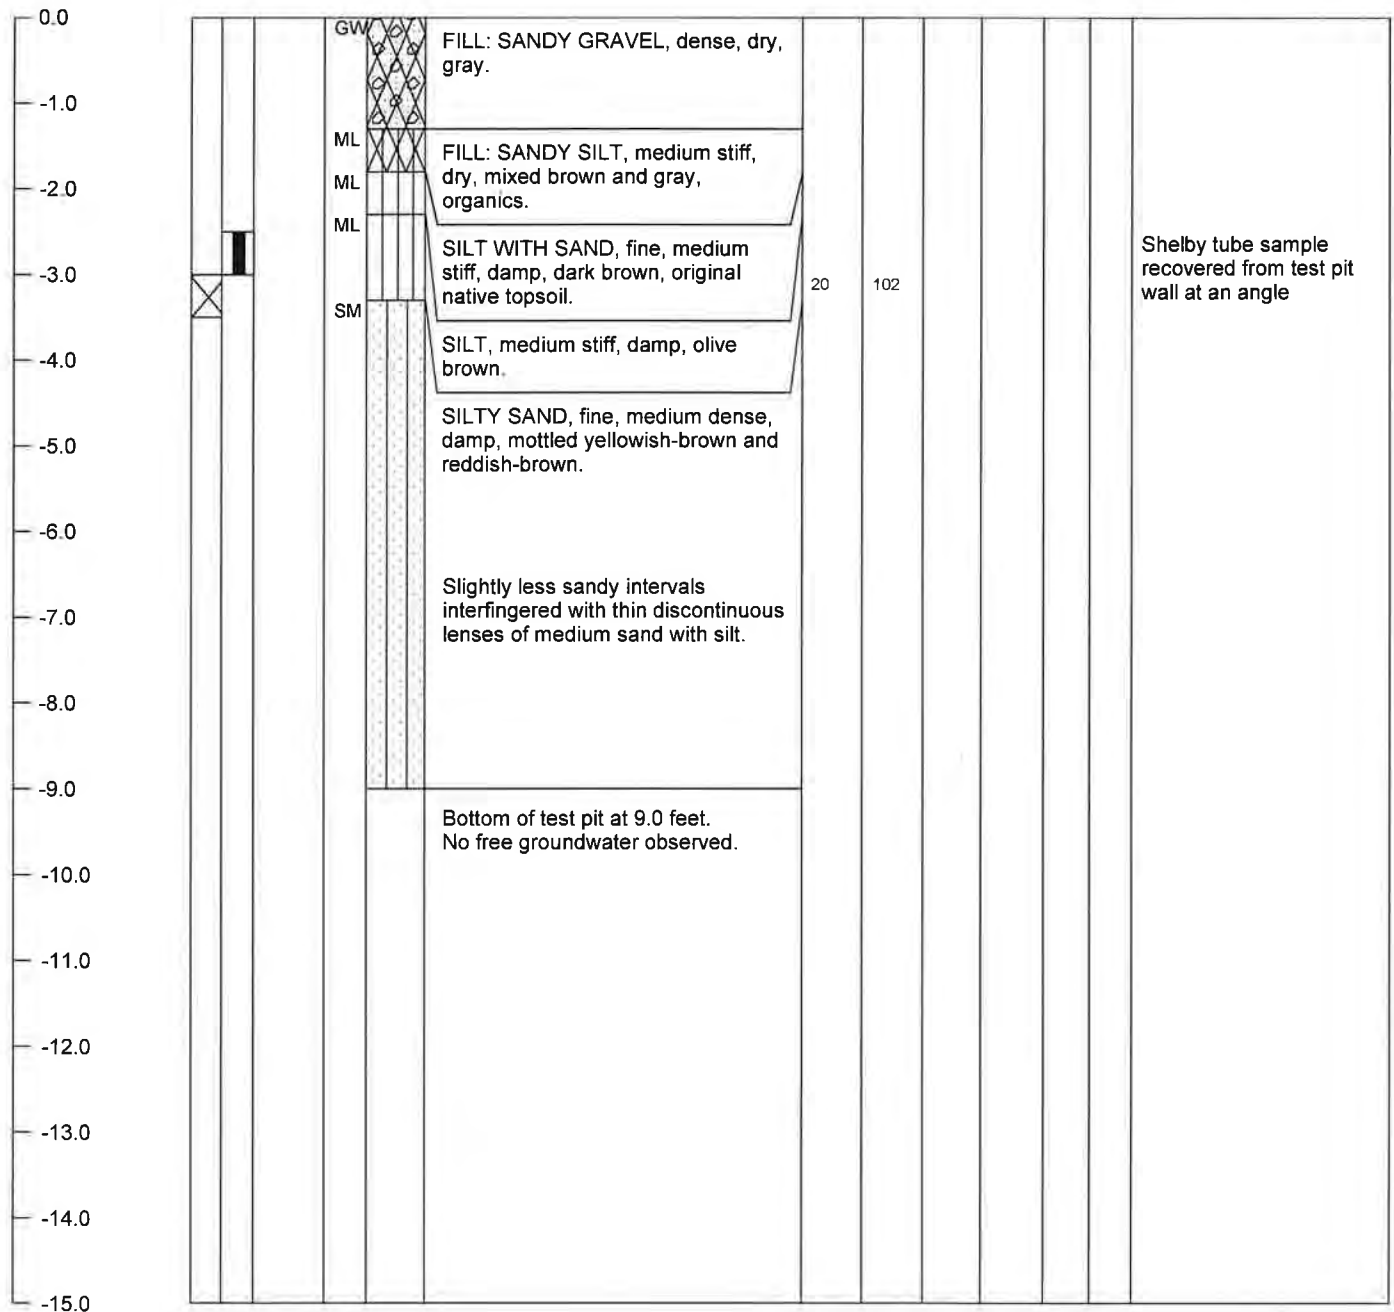 0.0
GW
FILL: SANDY GRAVEL, dense, dry,
gray.
-1.0
ML
FILL: SANDY SILT, medium stiff,
dry, mixed brown and gray,
organics.
ML
-2.0
ML
SILT WITH SAND, fine, medium
stiff, damp, dark brown, original
native topsoil.
Shelby tube sample
recovered from test pit
wall at an angle
-3.0
20 102
SM
SILT, medium stiff, damp, olive
brown.
-4.0
SILTY SAND, fine, medium dense,
damp, mottled yellowish-brown and
reddish-brown.
-5.0
-6.0
Slightly less sandy intervals
interfingered with thin discontinuous
lenses of medium sand with silt.
-7.0
-8.0
-9.0
Bottom of test pit at 9.0 feet.
No free groundwater observed.
-10.0
-11.0
-12.0
-13.0
-14.0
-15.0